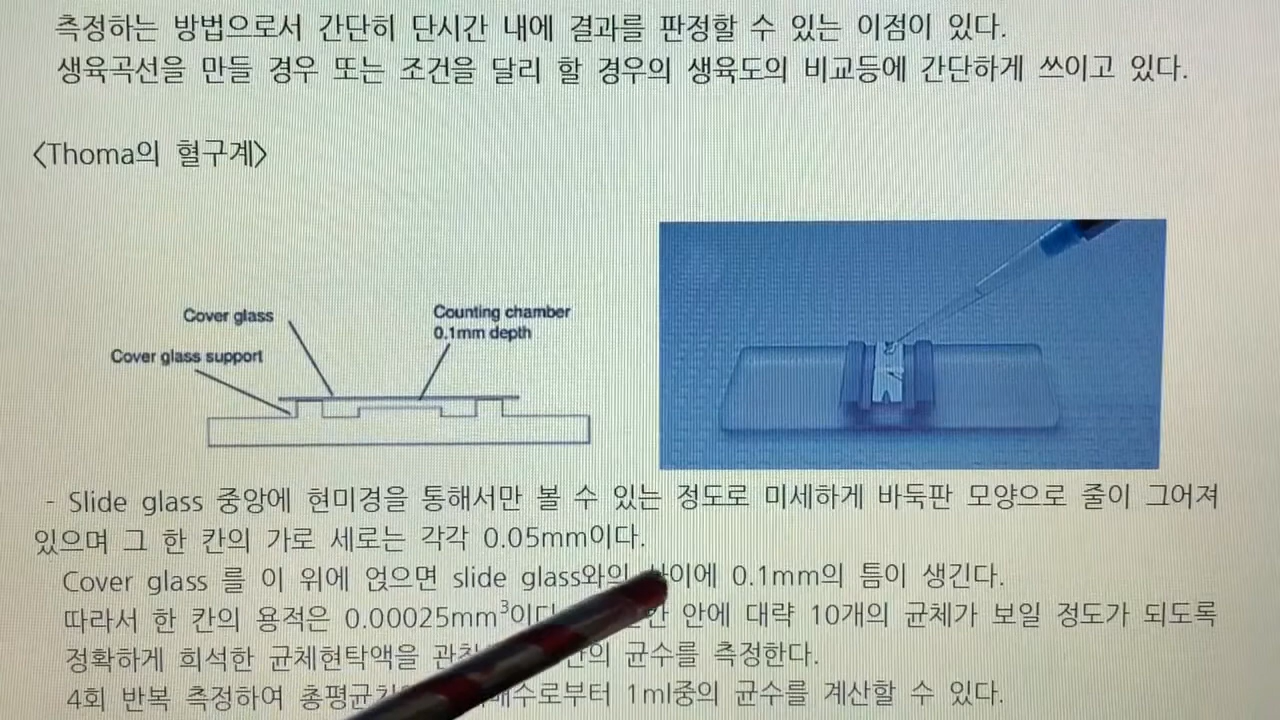 측정하는 방법으로서 간단히 단시간 내에 결과를 판정할 수 있는 이점이 있다.
생육곡선을 만들 경우 또는 조건을 달리 할 경우의 생육도의 비교등에 간단하게 쓰이고 있다.
〈Thoma의 혈구계〉
Cover glass
Counting chamber
0.1mm depth
Cover glass support
- Slide glass 중앙에 현미경을 통해서만 볼 수 있는 정도로 미세하게 바둑판 모양으로 줄이 그어져
있으며 그 한 칸의 가로 세로는 각각 0.05mm이다.
Cover glass 를 이 위에 얹으면 slide glass와의 사이에 0.1mm의 틈이 생긴다.
따라서 한 칸의 용적은 0.00025mm³이다 안에 대략 10개의 균체가 보일 정도가 되도록
정확하게 희석한 균체현탁액을 균수를 측정한다.
4회 반복 측정하여 1ml중의 균수를 계산할 수 있다.